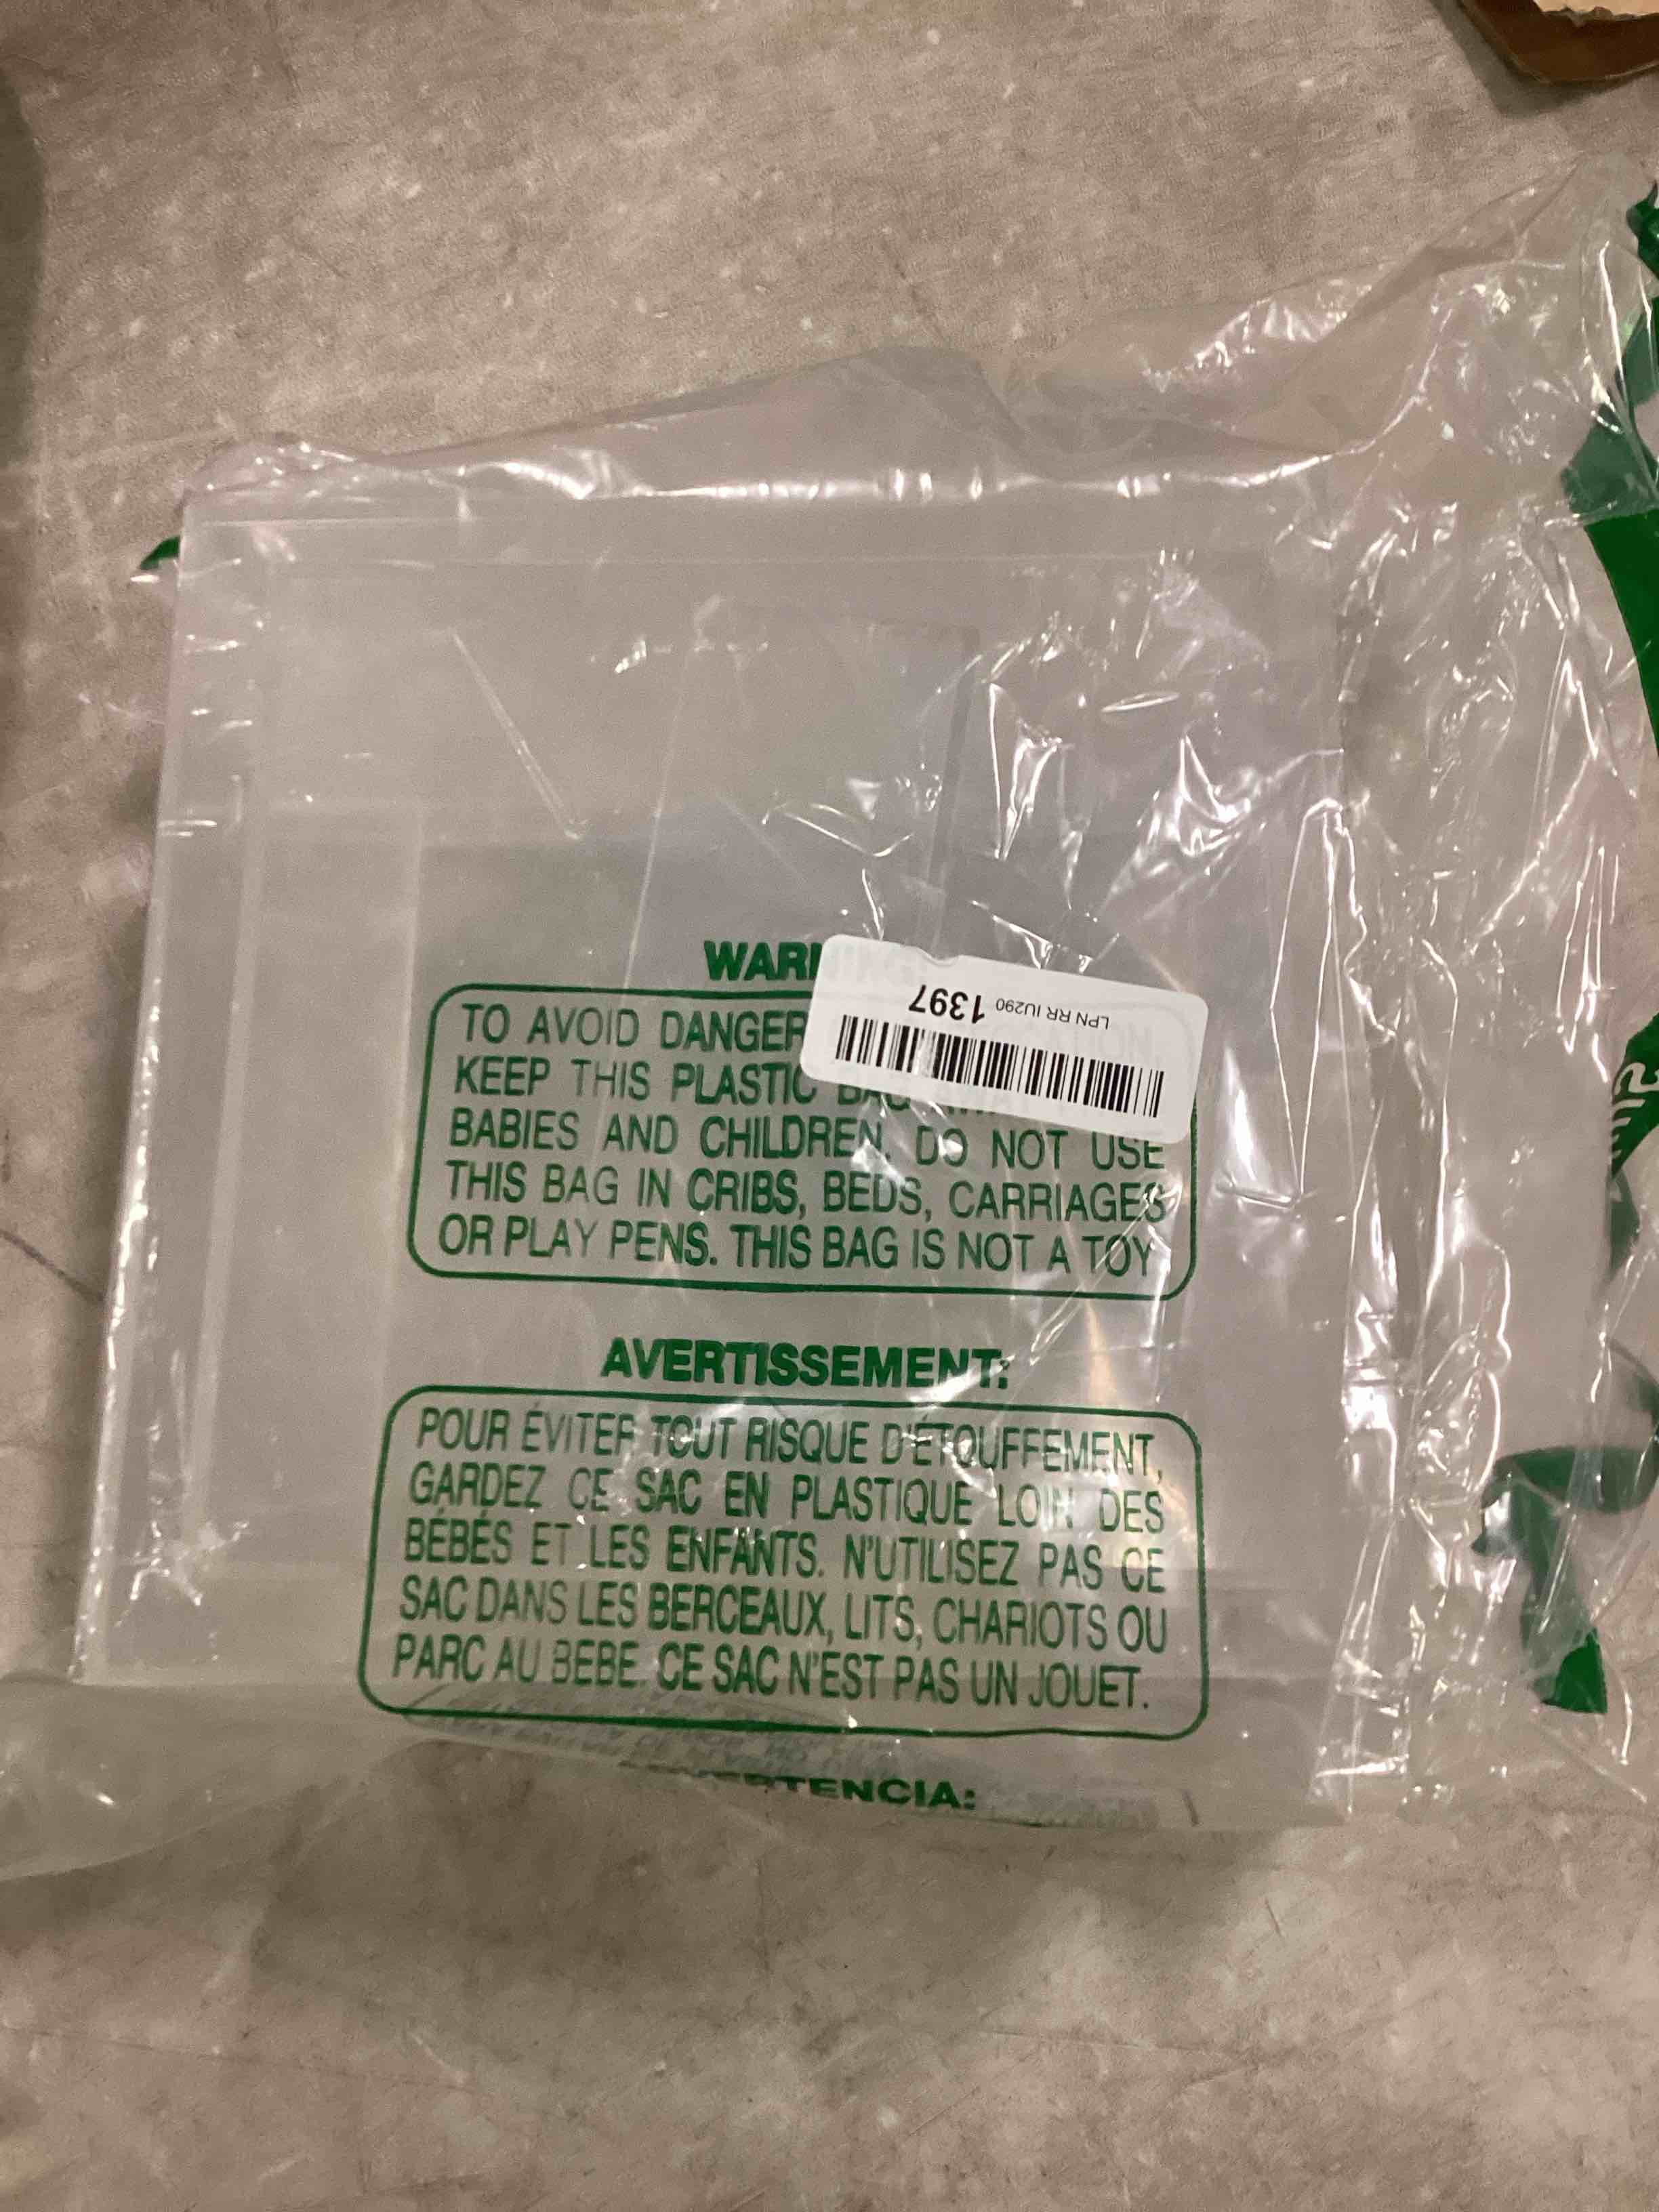 WAR
TO AVOID DANGER
KEEP THIS PLASTIC BAG
BABIES AND CHILDREN. DO NOT USE
THIS BAG IN CRIBS, BEDS, CARRIAGES
OR PLAY PENS. THIS BAG IS NOT A TOY
LPN RR IU290 1397
AVERTISSEMENT:
POUR ÉVITER TOUT RISQUE D'ÉTOUFFEMENT,
GARDEZ CE SAC EN PLASTIQUE LOIN DES
BÉBÉS ET LES ENFANTS. N'UTILISEZ PAS CE
SAC DANS LES BERCEAUX, LITS, CHARIOTS OU
PARC AU BEBE. CE SAC N'EST PAS UN JOUET.
TENCIA: